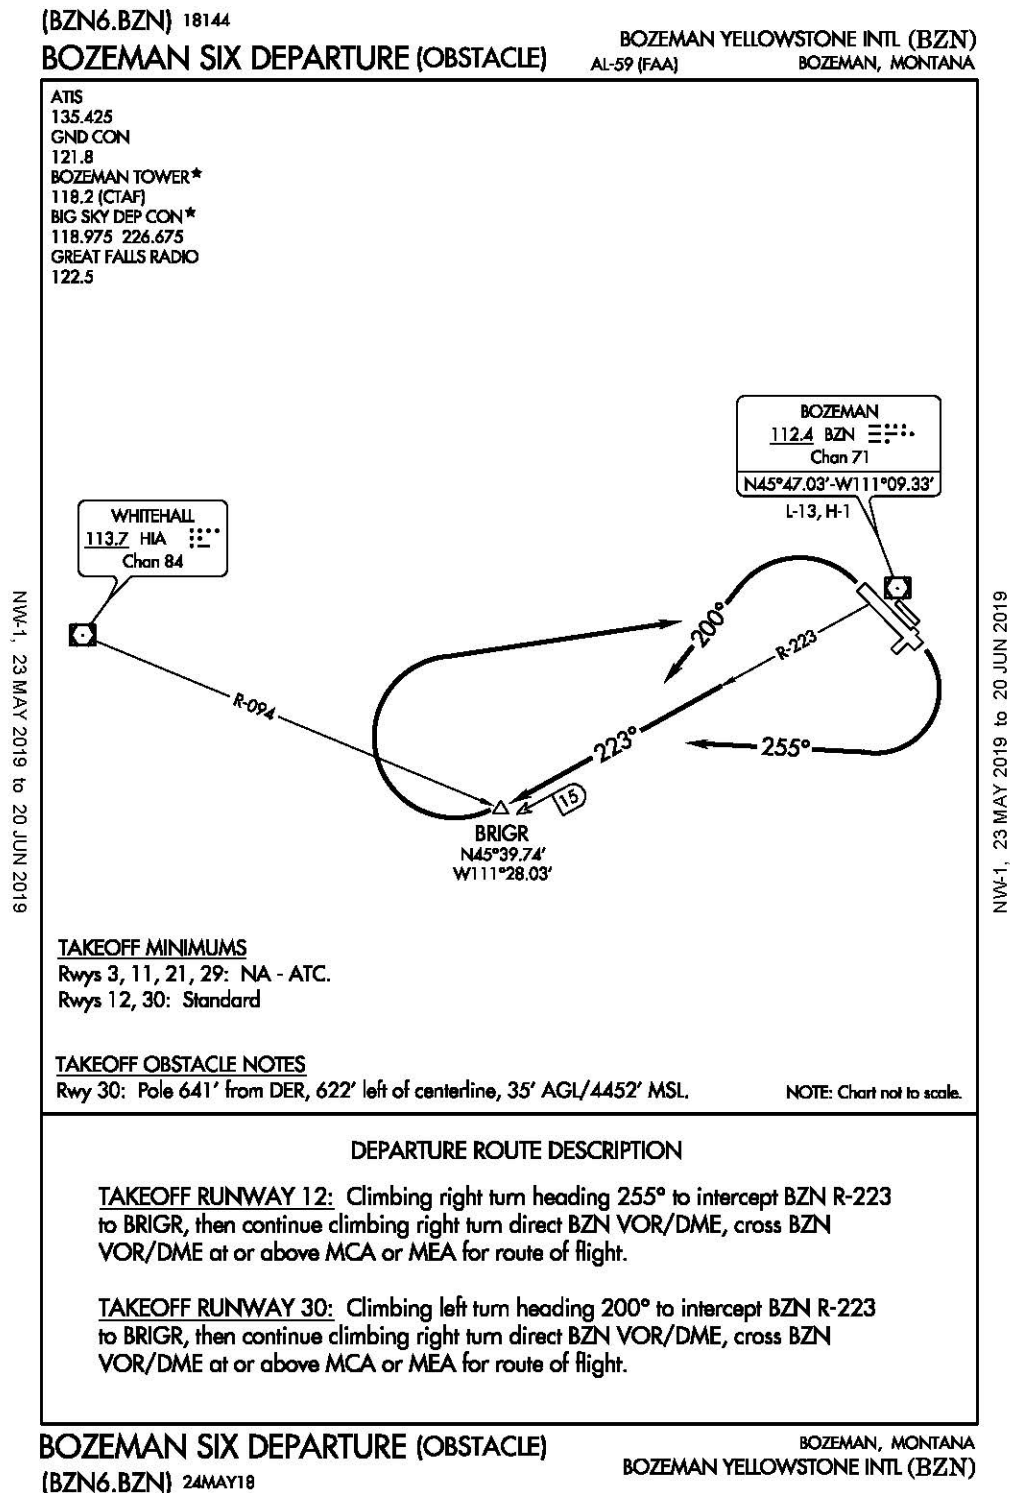 (BZN6.BZN) 18144
BOZEMAN SIX DEPARTURE (OBSTACLE)
AL-59 (FAA)
BOZEMAN YELLOWSTONE INTL (BZN)
BOZEMAN, MONTANA
ATIS
135.425
GND CON
121.8
BOZEMAN TOWER★
118.2 (CTAF)
BIG SKY DEP CON★
118.975 226.675
GREAT FALLS RADIO
122.5
BOZEMAN
112.4 BZN
Chan 71
N45°47.03'-W111°09.33'
L-13, H-1
WHITEHALL
113.7 HIA
Chan 84
R-094
200°
R-223
223°
255°
15
BRIGR
N45°39.74'
W111°28.03'
NW-1, 23 MAY 2019 to 20 JUN 2019
NW-1, 23 MAY 2019 to 20 JUN 2019
TAKEOFF MINIMUMS
Rwys 3, 11, 21, 29: NA - ATC.
Rwys 12, 30: Standard
TAKEOFF OBSTACLE NOTES
Rwy 30: Pole 641' from DER, 622' left of centerline, 35' AGL/4452' MSL.
NOTE: Chart not to scale.
DEPARTURE ROUTE DESCRIPTION
TAKEOFF RUNWAY 12: Climbing right turn heading 255° to intercept BZN R-223
to BRIGR, then continue climbing right turn direct BZN VOR/DME, cross BZN
VOR/DME at or above MCA or MEA for route of flight.
TAKEOFF RUNWAY 30: Climbing left turn heading 200° to intercept BZN R-223
to BRIGR, then continue climbing right turn direct BZN VOR/DME, cross BZN
VOR/DME at or above MCA or MEA for route of flight.
BOZEMAN SIX DEPARTURE (OBSTACLE)
(BZN6.BZN) 24MAY18
BOZEMAN, MONTANA
BOZEMAN YELLOWSTONE INTL (BZN)